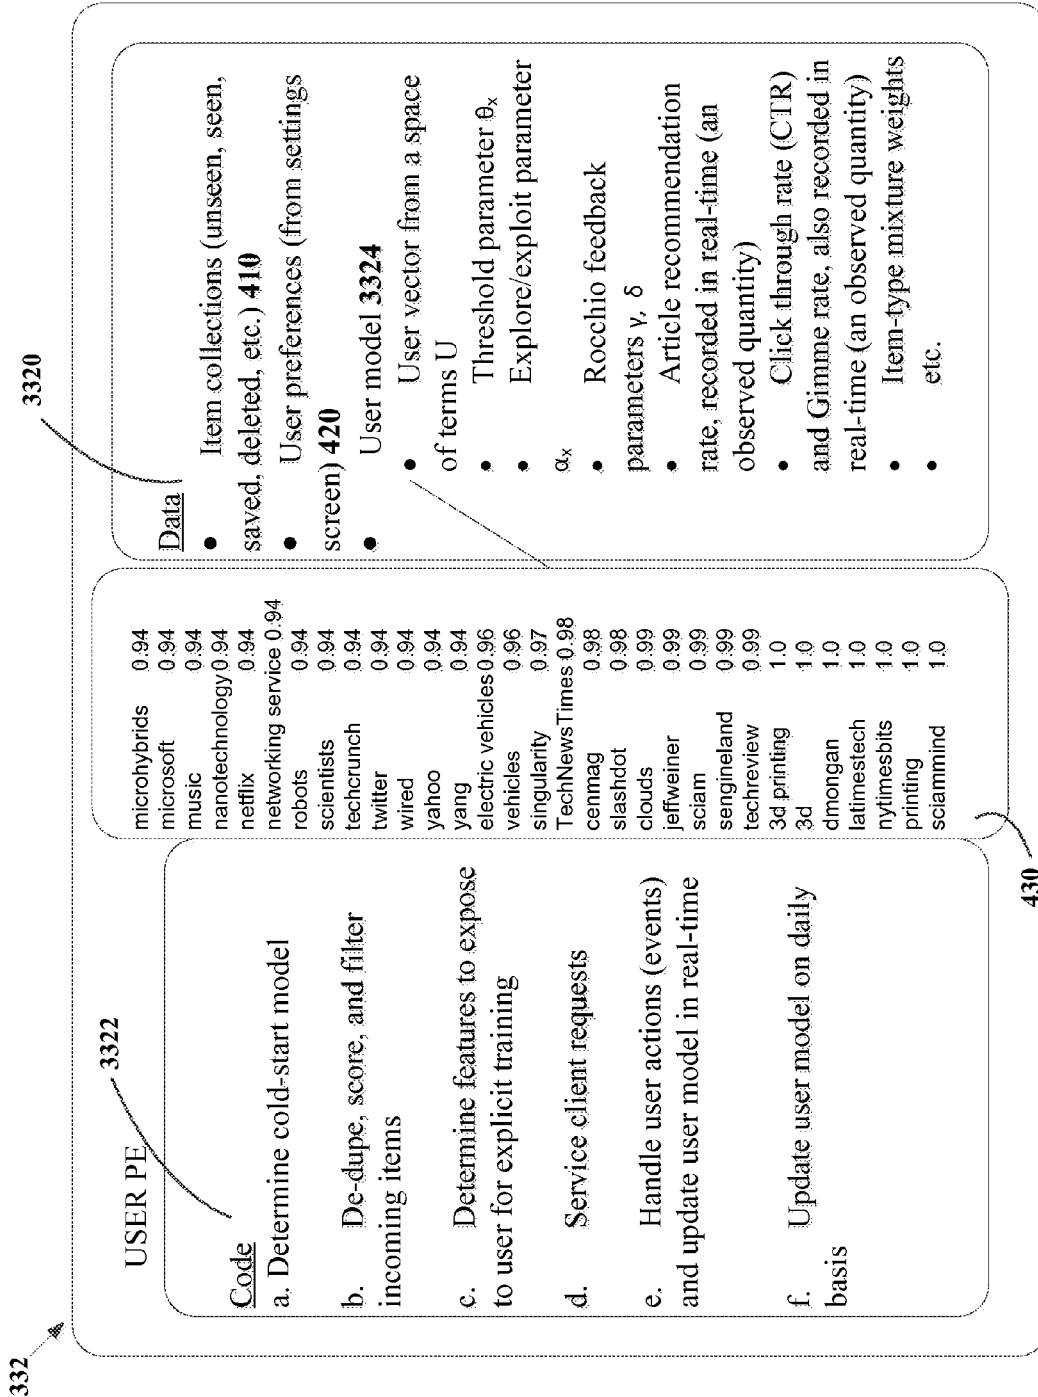 332
USER PE
3322
Code
a. Determine cold-start model
b. De-dupe, score, and filter
incoming items
c. Determine features to expose
to user for explicit training
d. Service client requests
e. Handle user actions (events)
and update user model in real-time
f. Update user model on daily
basis
microhybrids 0.94
microsoft 0.94
music 0.94
nanotechnology 0.94
netflix 0.94
networking service 0.94
robots 0.94
scientists 0.94
techcrunch 0.94
twitter 0.94
wired 0.94
yahoo 0.94
yang 0.94
electric vehicles 0.96
vehicles 0.96
singularity 0.97
TechNewsTimes 0.98
cenmag 0.98
slashdot 0.98
clouds 0.99
jeffweiner 0.99
sciam 0.99
sengineland 0.99
techreview 0.99
3d printing 1.0
3d 1.0
dmongan 1.0
latimestech 1.0
nytimesbits 1.0
printing 1.0
sciammind 1.0
430
3320
Data
• Item collections (unseen, seen,
saved, deleted, etc.) 410
• User preferences (from settings
screen) 420
• User model 3324
• User vector from a space
of terms U
• Threshold parameter θx
• Explore/exploit parameter
αx
• Rocchio feedback
parameters γ, δ
• Article recommendation
rate, recorded in real-time (an
observed quantity)
• Click through rate (CTR)
and Gimme rate, also recorded in
real-time (an observed quantity)
• Item-type mixture weights
• etc.